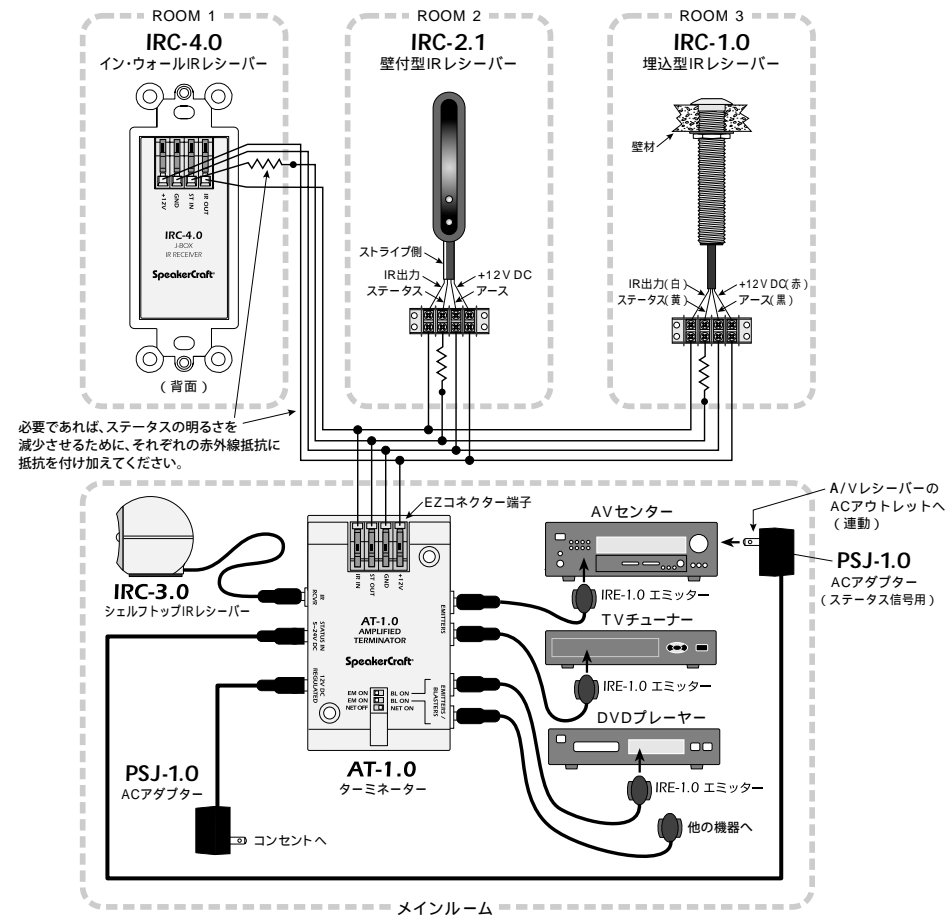 ROOM 1
IRC-4.0
イン・ウォールIRレシーバー
+12V
GND
ST IN
IR OUT
IRC-4.0
J-BOX
IR RECEIVER
SpeakerCraft
(背面)
ROOM 2
IRC-2.1
壁付型IRレシーバー
ストライプ側
IR出力
ステータス
+12V DC
アース
ROOM 3
IRC-1.0
埋込型IRレシーバー
壁材
IR出力(白)
ステータス(黄)
+12V DC(赤)
アース(黒)
必要であれば、ステータスの明るさを
減少させるために、それぞれの赤外線抵抗に
抵抗を付け加えてください。
EZコネクター端子
IRC-3.0
シェルフトップIRレシーバー
IR IN
ST OUT
GND
+12V
IR
RCVR
STATUS IN
5~24V DC
12V DC
REGULATED
AT-1.0
AMPLIFIED
TERMINATOR
SpeakerCraft
EMITTERS
EMITTERS /
BLASTERS
EM ON BL ON
EM ON BL ON
NET OFF NET ON
AT-1.0
ターミネーター
PSJ-1.0
ACアダプター
コンセントへ
AVセンター
IRE-1.0 エミッター
TVチューナー
IRE-1.0 エミッター
DVDプレーヤー
IRE-1.0 エミッター
他の機器へ
A/Vレシーバーの
ACアウトレットへ
(連動)
PSJ-1.0
ACアダプター
(ステータス信号用)
メインルーム